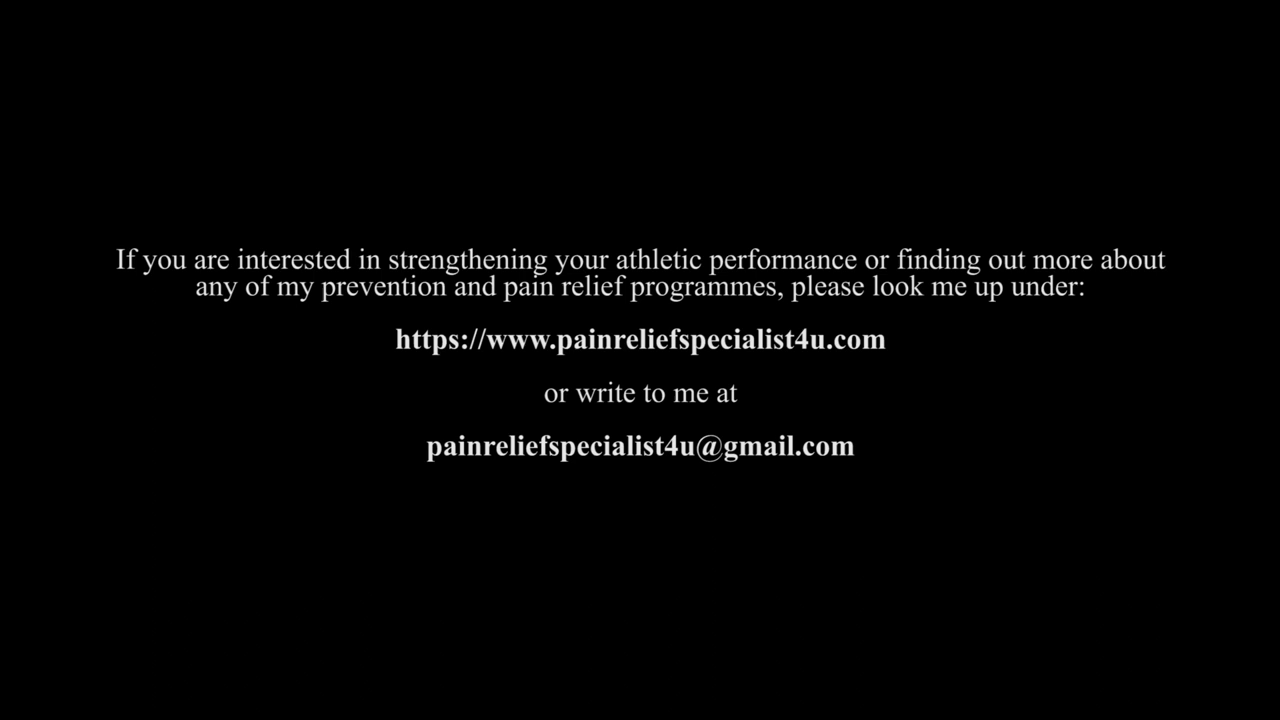 If you are interested in strengthening your athletic performance or finding out more about
any of my prevention and pain relief programmes, please look me up under:
https://www.painreliefspecialist4u.com
or write to me at
painreliefspecialist4u@gmail.com